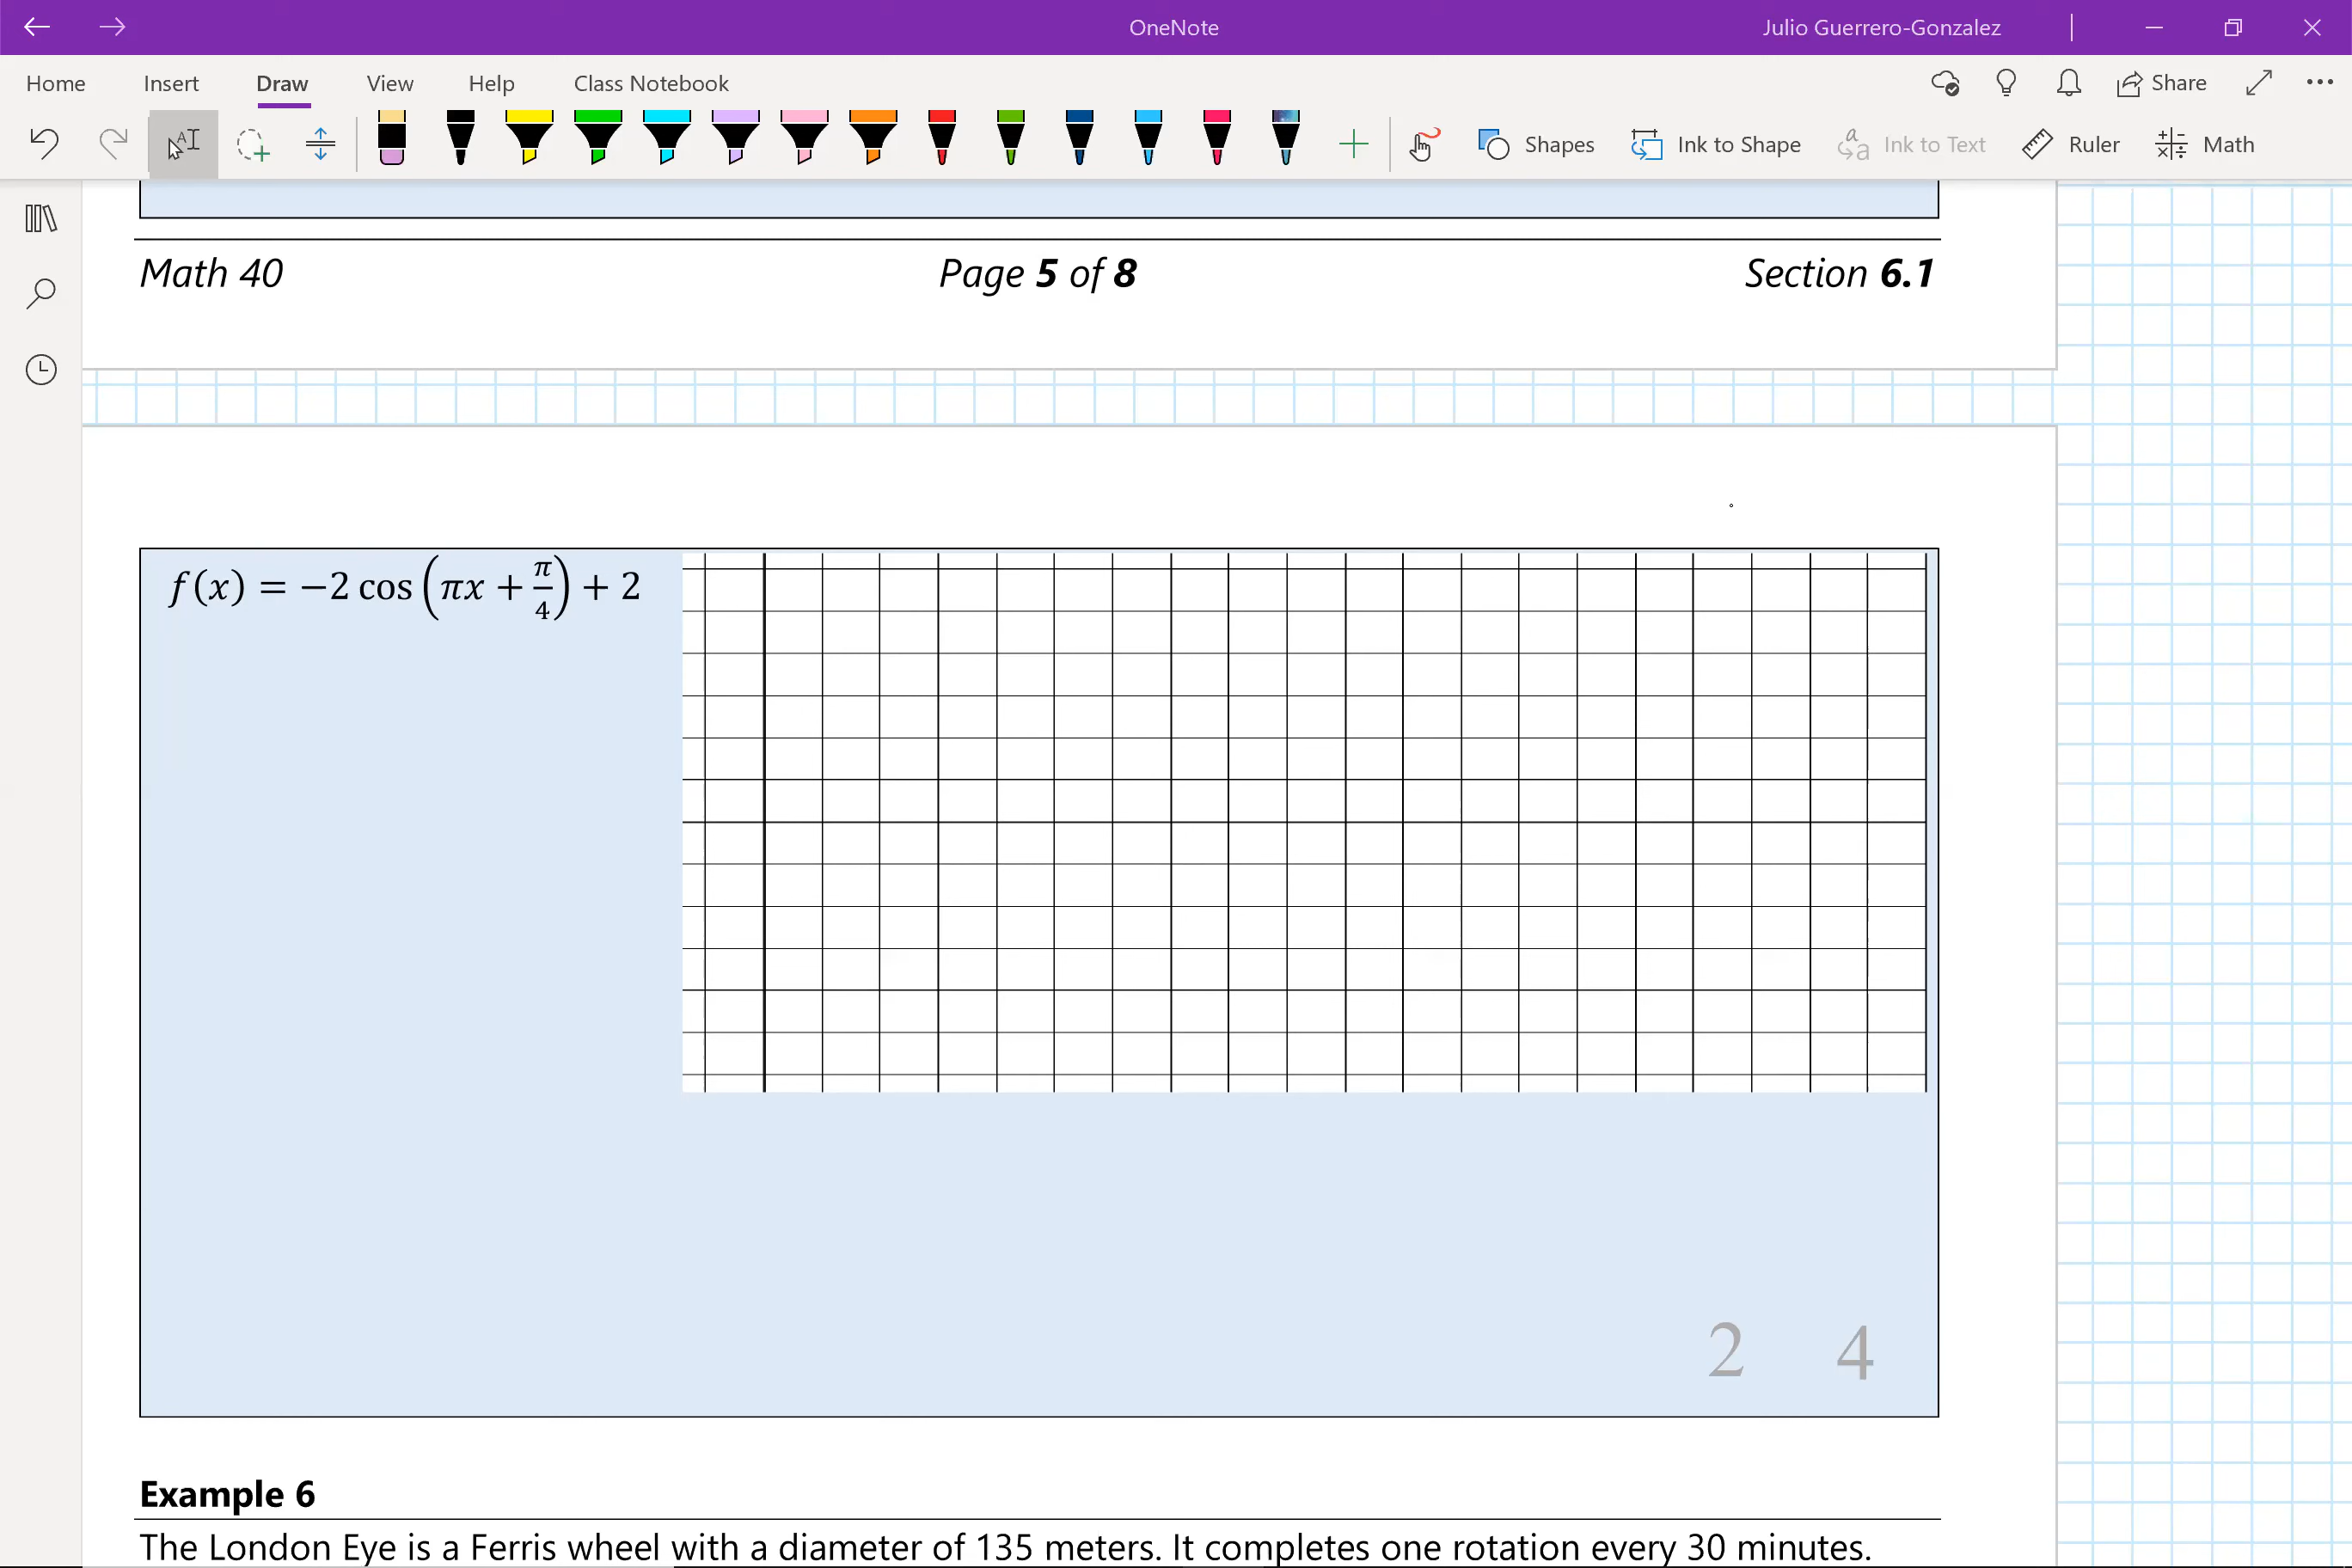 OneNote
Julio Guerrero-Gonzalez
Home Insert Draw View Help Class Notebook
Share
Shapes Ink to Shape Ink to Text Ruler Math
Math 40 Page 5 of 8 Section 6.1
f(x) = −2 cos(πx + π/4) + 2
2 4
Example 6
The London Eye is a Ferris wheel with a diameter of 135 meters. It completes one rotation every 30 minutes.